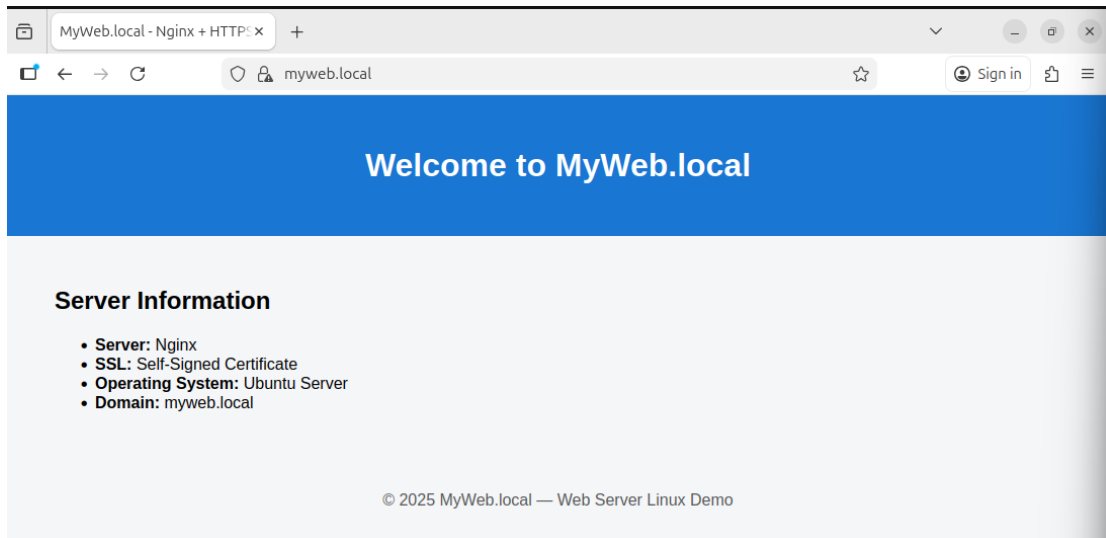 MyWeb.local - Nginx + HTTPS
myweb.local
Sign in
Welcome to MyWeb.local
Server Information
Server: Nginx
SSL: Self-Signed Certificate
Operating System: Ubuntu Server
Domain: myweb.local
© 2025 MyWeb.local — Web Server Linux Demo